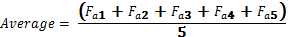 Average = (Fa1 + Fa2 + Fa3 + Fa4 + Fa5) / 5